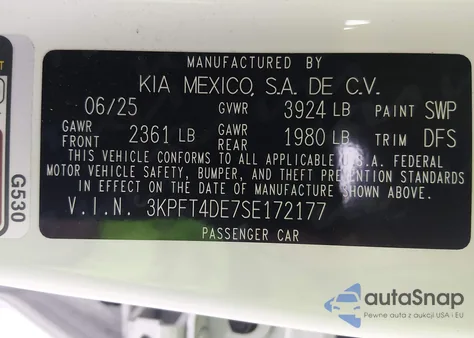 MANUFACTURED BY
KIA MEXICO, S.A. DE C.V.
06/25 GVWR 3924 LB PAINT SWP
GAWR FRONT 2361 LB GAWR REAR 1980 LB TRIM DFS
THIS VEHICLE CONFORMS TO ALL APPLICABLE U.S.A. FEDERAL
MOTOR VEHICLE SAFETY, BUMPER, AND THEFT PREVENTION STANDARDS
IN EFFECT ON THE DATE OF MANUFACTURE SHOWN ABOVE.
V.I.N. 3KPFT4DE7SE172177
PASSENGER CAR
G530
autoSnap
Pewne auta z aukcji USA i EU